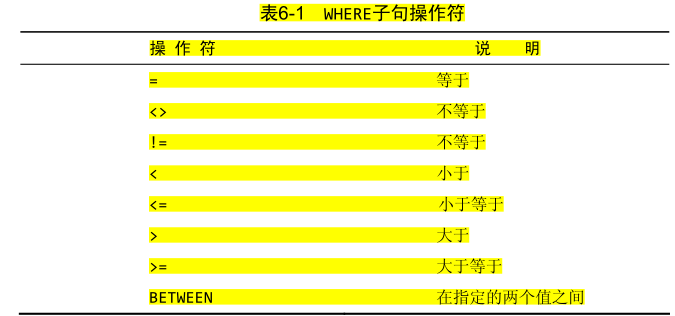 表6-1 WHERE子句操作符
操 作 符 说 明
= 等于
<> 不等于
!= 不等于
< 小于
<= 小于等于
> 大于
>= 大于等于
BETWEEN 在指定的两个值之间